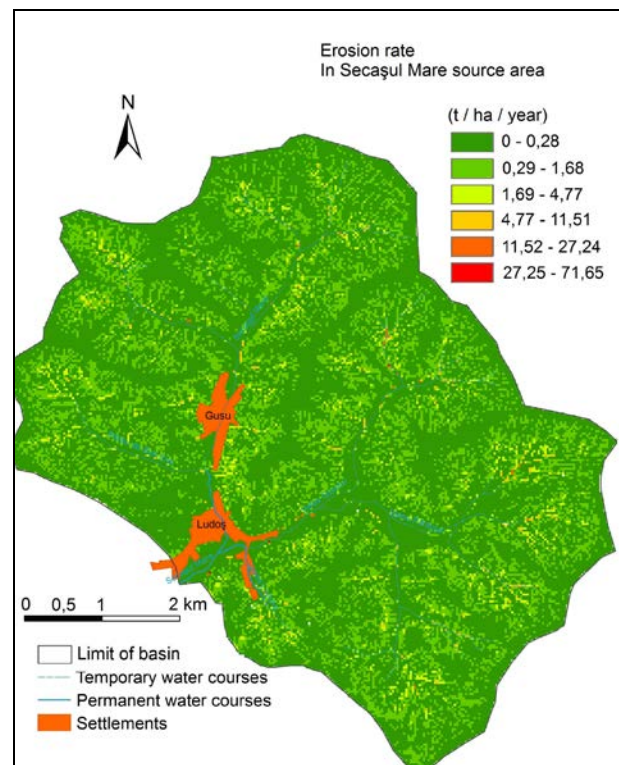 Erosion rate
In Secaşul Mare source area
N
(t / ha / year)
0 - 0,28
0,29 - 1,68
1,69 - 4,77
4,77 - 11,51
11,52 - 27,24
27,25 - 71,65
Gusu
Ludoş
0 0,5 1 2 km
Limit of basin
Temporary water courses
Permanent water courses
Settlements